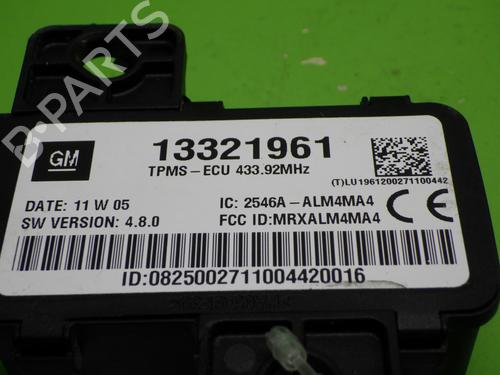 B-PARTS
GM
13321961
TPMS-ECU 433.92MHz
(T)LU1961200271100442
DATE: 11 W 05
IC: 2546A-ALM4MA4
SW VERSION: 4.8.0
FCC ID:MRXALM4MA4
CE
ID:0825002711004420016